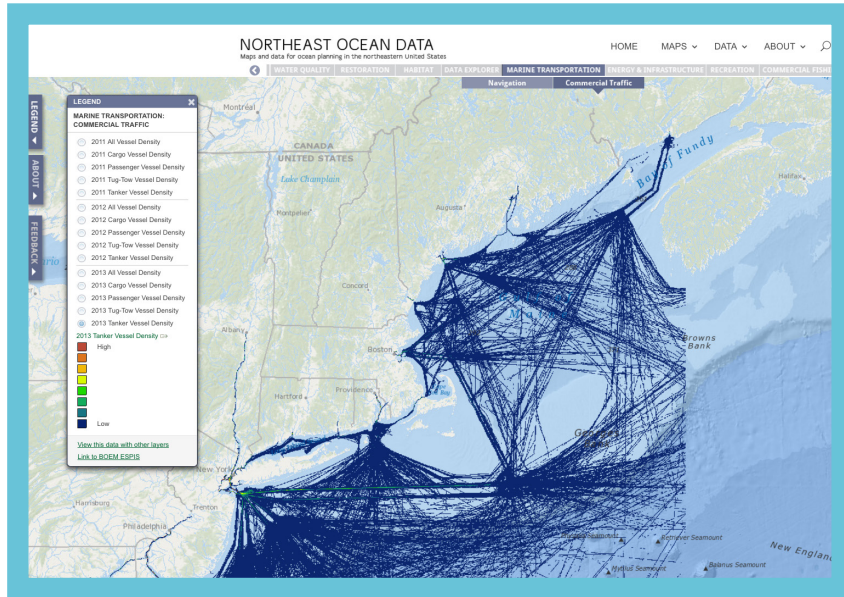 NORTHEAST OCEAN DATA
Maps and data for ocean planning in the northeastern United States
HOME MAPS DATA ABOUT
WATER QUALITY RESTORATION HABITAT DATA EXPLORER MARINE TRANSPORTATION ENERGY & INFRASTRUCTURE RECREATION COMMERCIAL FISHI
Navigation Commercial Traffic
LEGEND
ABOUT
FEEDBACK
LEGEND
MARINE TRANSPORTATION:
COMMERCIAL TRAFFIC
2011 All Vessel Density
2011 Cargo Vessel Density
2011 Passenger Vessel Density
2011 Tug-Tow Vessel Density
2011 Tanker Vessel Density
2012 All Vessel Density
2012 Cargo Vessel Density
2012 Passenger Vessel Density
2012 Tug-Tow Vessel Density
2012 Tanker Vessel Density
2013 All Vessel Density
2013 Cargo Vessel Density
2013 Passenger Vessel Density
2013 Tug-Tow Vessel Density
2013 Tanker Vessel Density
2013 Tanker Vessel Density
High
Low
View this data with other layers
Link to BOEM ESPIS
Montréal
CANADA
UNITED STATES
Lake Champlain
Montpelier
Augusta
Bay of Fundy
Halifax
Concord
Albany
Boston
Browns
Bank
Hartford
Providence
New York
Harrisburg
Trenton
Philadelphia
Retriever Seamount
Mytilus Seamount
Balanus Seamount
New England